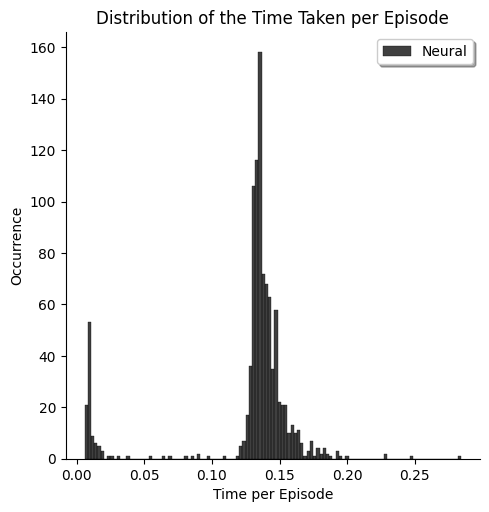 Distribution of the Time Taken per Episode
Neural
160
140
120
100
80
60
40
20
0
Occurrence
0.00 0.05 0.10 0.15 0.20 0.25
Time per Episode